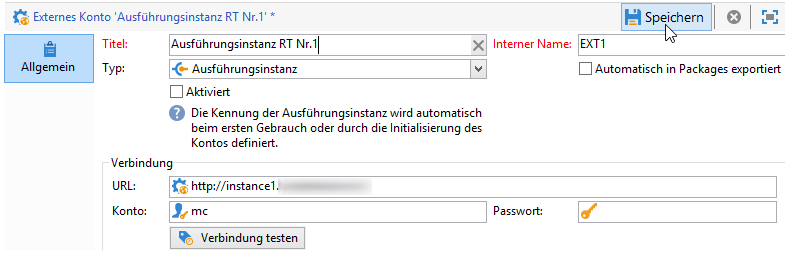 Externes Konto 'Ausführungsinstanz RT Nr.1' *
Speichern
Allgemein
Titel: Ausführungsinstanz RT Nr.1 Interner Name: EXT1
Typ: Ausführungsinstanz Automatisch in Packages exportiert
Aktiviert
Die Kennung der Ausführungsinstanz wird automatisch
beim ersten Gebrauch oder durch die Initialisierung des
Kontos definiert.
Verbindung
URL: http://instance1.
Konto: mc Passwort:
Verbindung testen